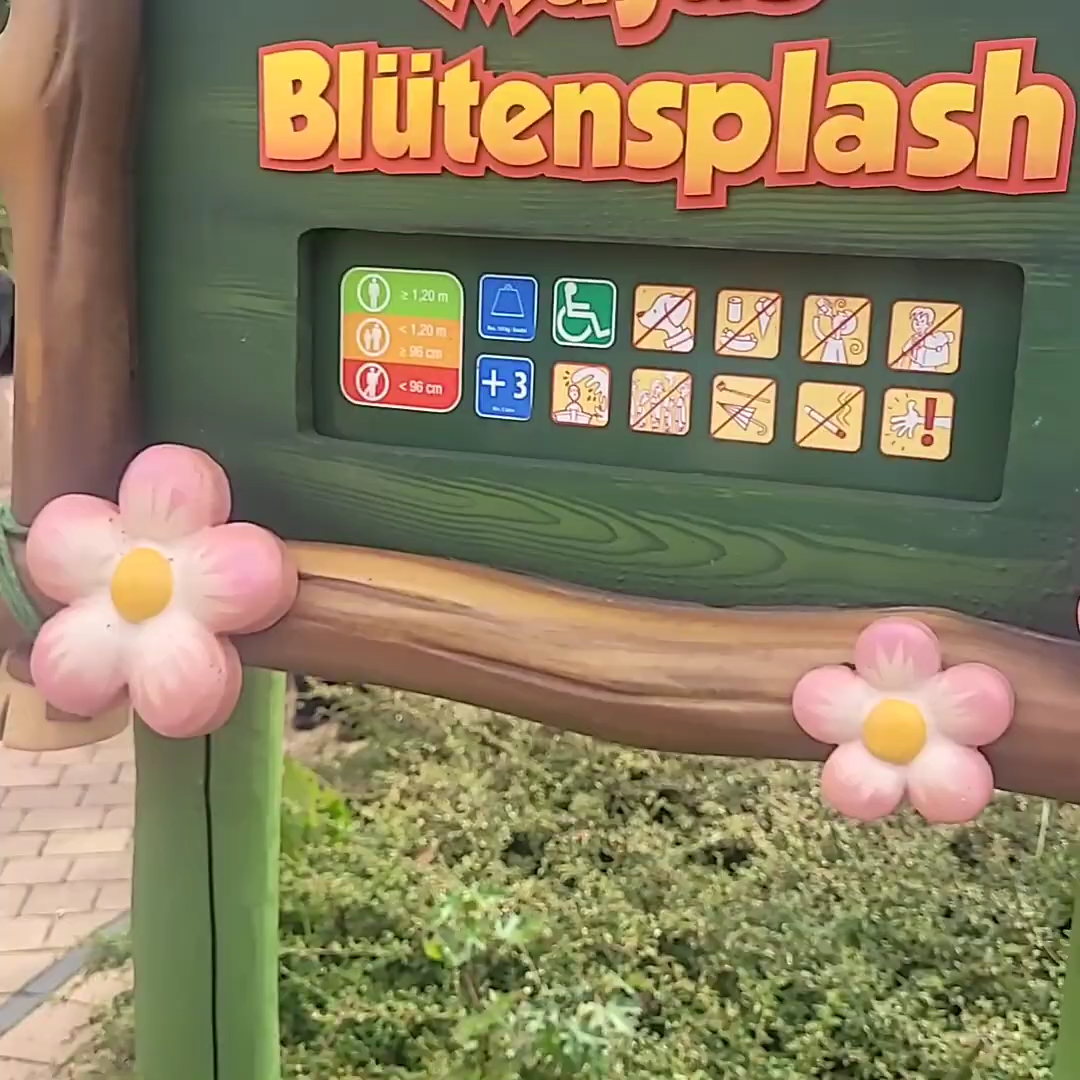 Blütensplash
≥ 1,20 m
< 1,20 m
≥ 96 cm
< 96 cm
+ 3
!